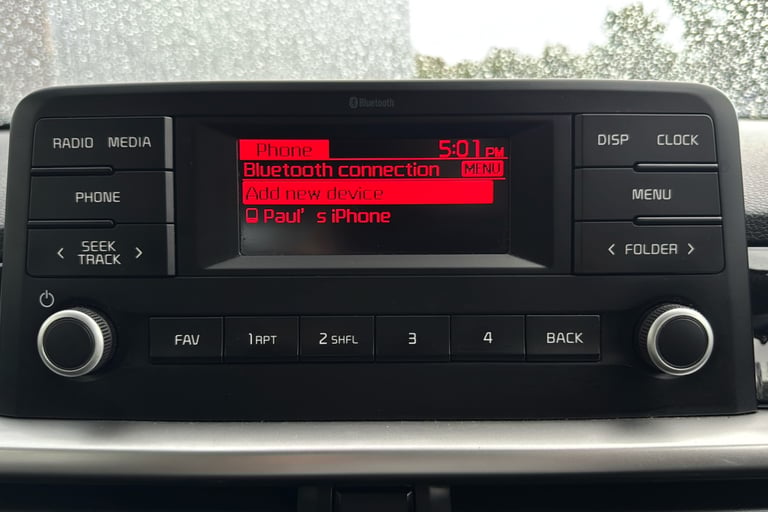 Bluetooth
RADIO MEDIA
PHONE
< SEEK TRACK >
Phone 5:01 PM
Bluetooth connection MENU
Add new device
Paul's iPhone
DISP CLOCK
MENU
< FOLDER >
FAV 1 RPT 2 SHFL 3 4 BACK